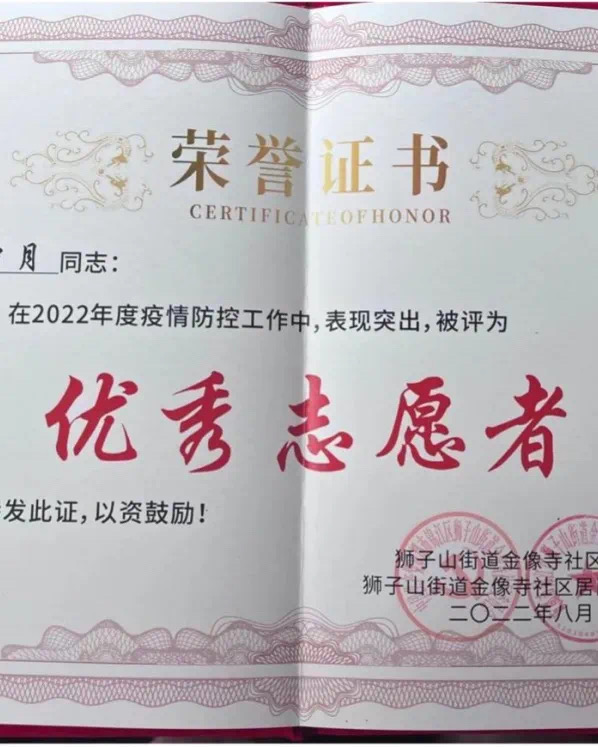 荣誉证书
CERTIFICATEOFHONOR
月 同志：
在2022年度疫情防控工作中，表现突出，被评为
优秀志愿者
发此证，以资鼓励！
狮子山街道金像寺社区
狮子山街道金像寺社区居
二〇二二年八月